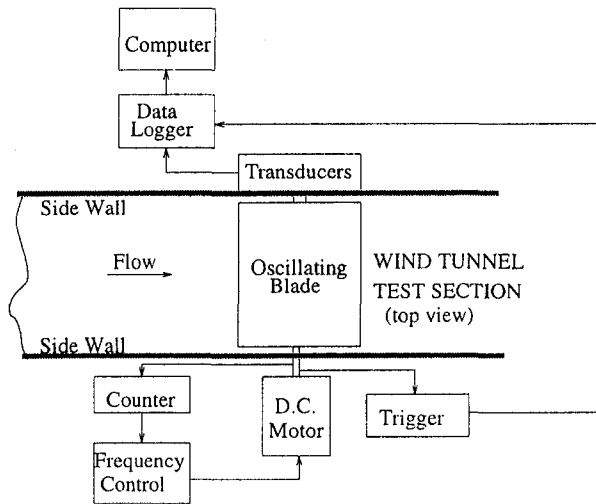 Computer
Data
Logger
Transducers
Side Wall
Flow
Oscillating
Blade
WIND TUNNEL
TEST SECTION
(top view)
Side Wall
Counter
D.C.
Motor
Trigger
Frequency
Control